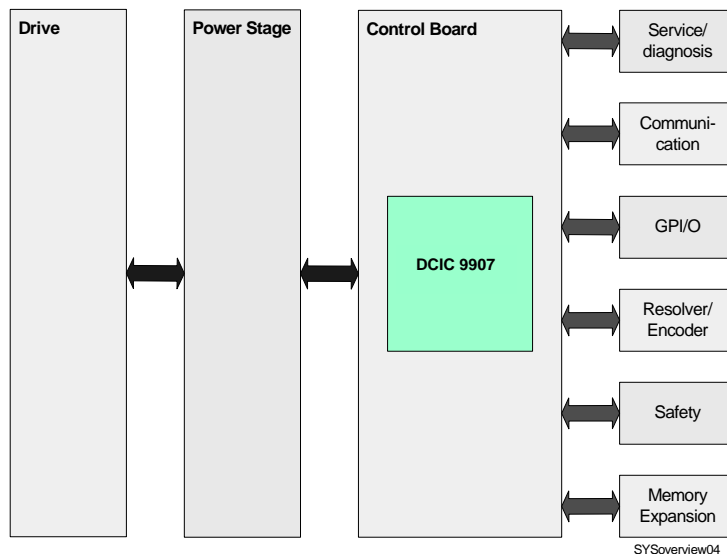 Drive
Power Stage
Control Board
DCIC 9907
Service/
diagnosis
Communi-
cation
GPI/O
Resolver/
Encoder
Safety
Memory
Expansion
SYSoverview04